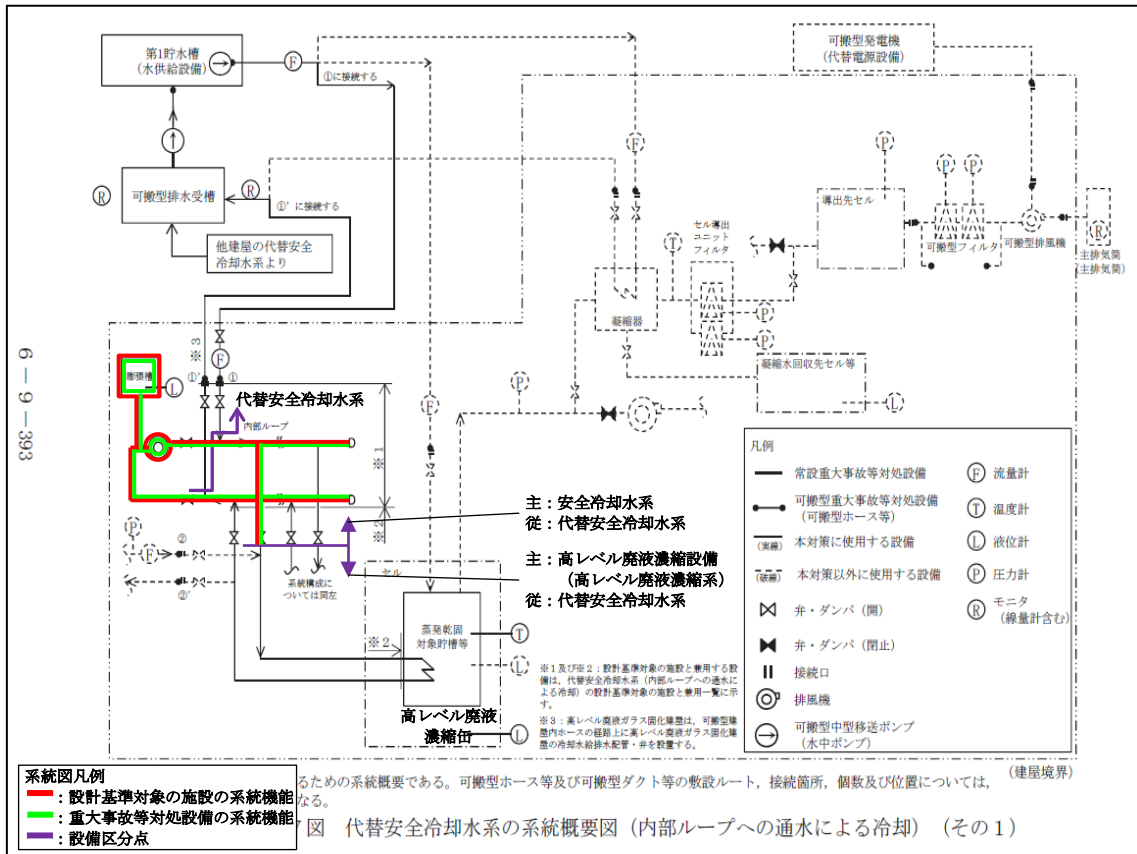 第1貯水槽
(水供給設備)
F
①に接続する
可搬型発電機
(代替電源設備)
R
可搬型排水受槽
R
①’に接続する
他建屋の代替安全
冷却水系より
F
P
P
P
導出先セル
セル導出
ユニット
フィルタ
T
可搬型フィルタ
可搬型排風機
R
主排気筒
(主排気筒)
凝縮器
P
P
凝縮水回収先セル等
L
P
F
※3
F
膨張槽
L
①’
①
代替安全冷却水系
内部ループ
※1
※2
主:安全冷却水系
従:代替安全冷却水系
主:高レベル廃液濃縮設備
(高レベル廃液濃縮系)
従:代替安全冷却水系
P
F
②
②’
系統構成に
ついては同左
セル
蒸発乾固
対象貯槽等
※2
T
L
L
高レベル廃液
濃縮缶
※1及び※2:設計基準対象の施設と兼用する設
備は、代替安全冷却水系(内部ループへの通水に
よる冷却)の設計基準対象の施設と兼用一覧に示
す。
※3:高レベル廃液ガラス固化建屋は、可搬型建
屋内ホースの経路上に高レベル廃液ガラス固化建
屋の冷却水給排水配管・弁を設置する。
凡例
常設重大事故等対処設備
可搬型重大事故等対処設備
(可搬型ホース等)
(実線)
本対策に使用する設備
(破線)
本対策以外に使用する設備
弁・ダンパ(開)
弁・ダンパ(閉止)
接続口
排風機
可搬型中型移送ポンプ
(水中ポンプ)
F 流量計
T 温度計
L 液位計
P 圧力計
R モニタ
(線量計含む)
(建屋境界)
6-9-393
系統図凡例
:設計基準対象の施設の系統機能
:重大事故等対処設備の系統機能
:設備区分点
るための系統概要である。可搬型ホース等及び可搬型ダクト等の敷設ルート、接続箇所、個数及び位置については、
なる。
図 代替安全冷却水系の系統概要図(内部ループへの通水による冷却)(その1)